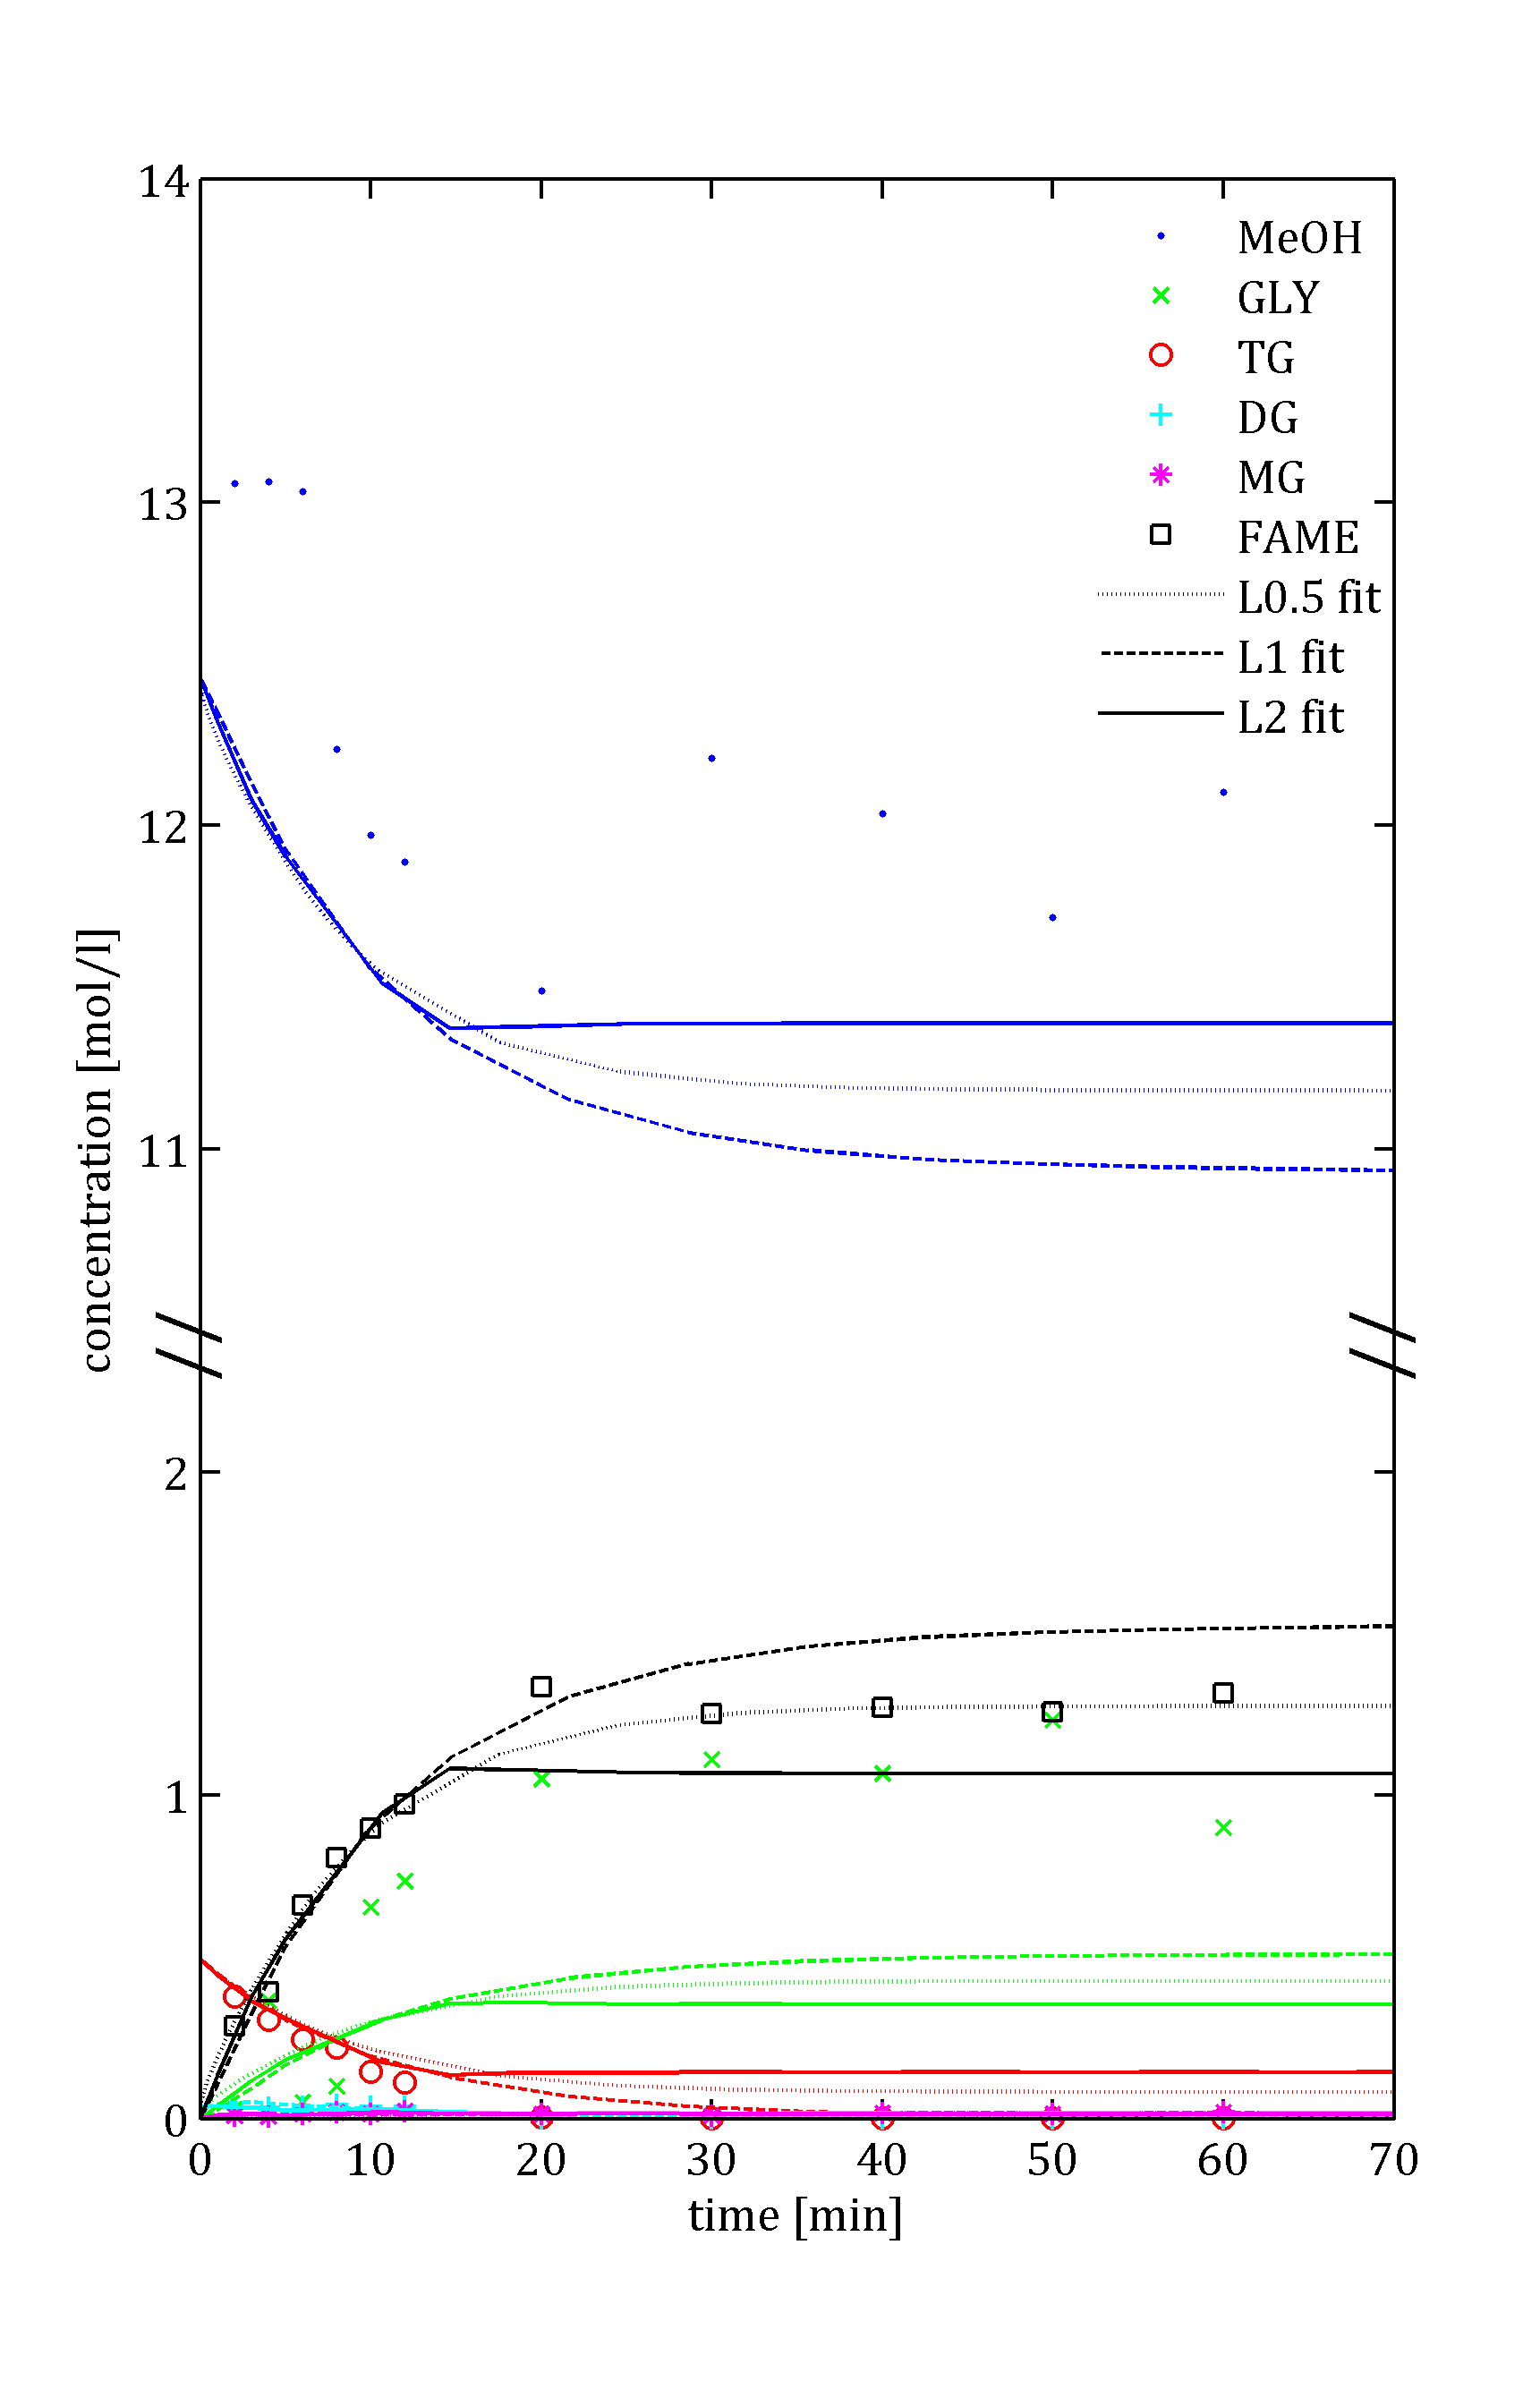 14
13
12
11
2
1
0
concentration [mol/l]
MeOH
GLY
TG
DG
MG
FAME
L0.5 fit
L1 fit
L2 fit
0 10 20 30 40 50 60 70
time [min]